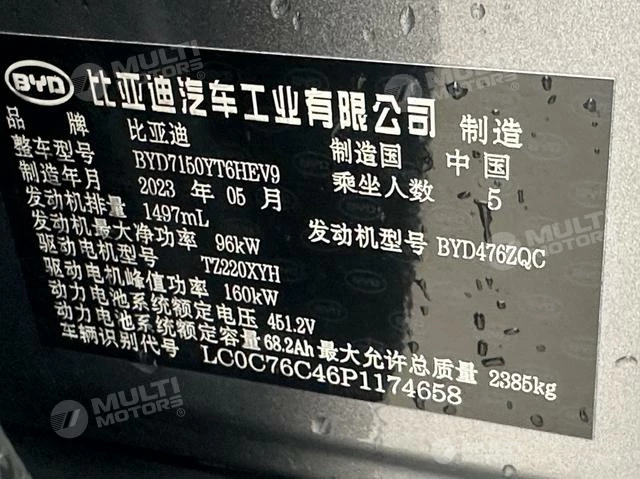 MULTI MOTORS
MULTI MOTORS
BYD 比亚迪汽车工业有限公司 制造
品牌 比亚迪 制造国 中国
整车型号 BYD7150YT6HEV9 乘坐人数 5
制造年月 2023 年 05 月
发动机排量 1497mL 发动机型号 BYD476ZQC
发动机最大净功率 96kW
驱动电机型号 TZ220XYH
驱动电机峰值功率 160kW
动力电池系统额定电压 451.2V
动力电池系统额定容量 68.2Ah 最大允许总质量 2385kg
车辆识别代号 LC0C76C46P1174658
MULTI MOTORS
MULTI MOTORS